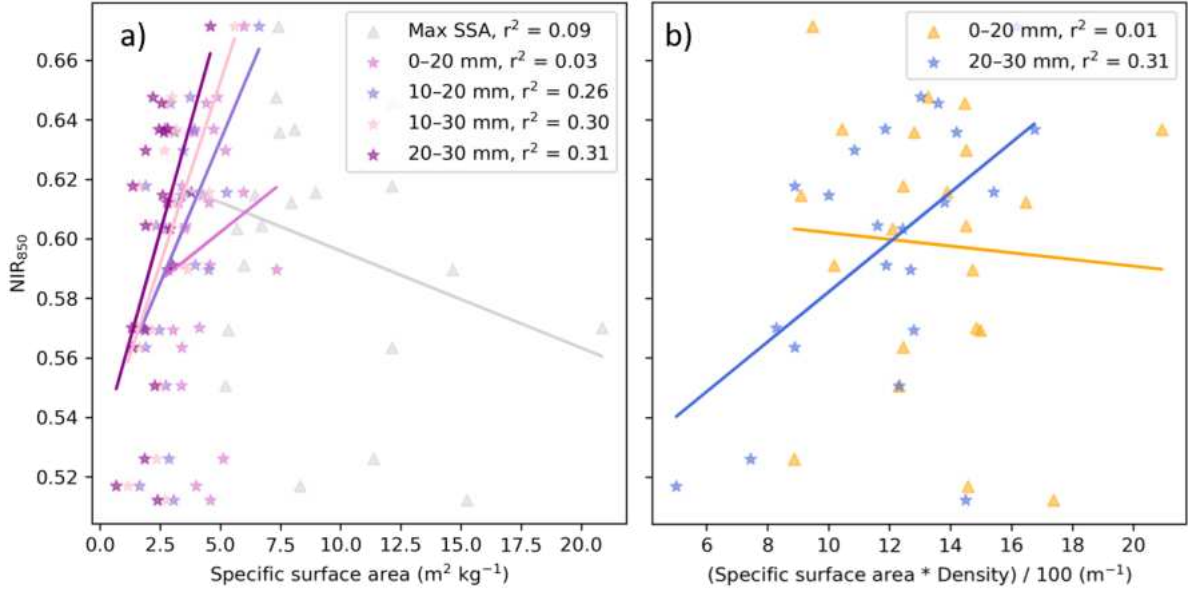 a)
Max SSA, r² = 0.09
0–20 mm, r² = 0.03
10–20 mm, r² = 0.26
10–30 mm, r² = 0.30
20–30 mm, r² = 0.31
b)
0–20 mm, r² = 0.01
20–30 mm, r² = 0.31
NIR₈₅₀
0.66
0.64
0.62
0.60
0.58
0.56
0.54
0.52
0.0 2.5 5.0 7.5 10.0 12.5 15.0 17.5 20.0
6 8 10 12 14 16 18 20
Specific surface area (m² kg⁻¹)
(Specific surface area * Density) / 100 (m⁻¹)